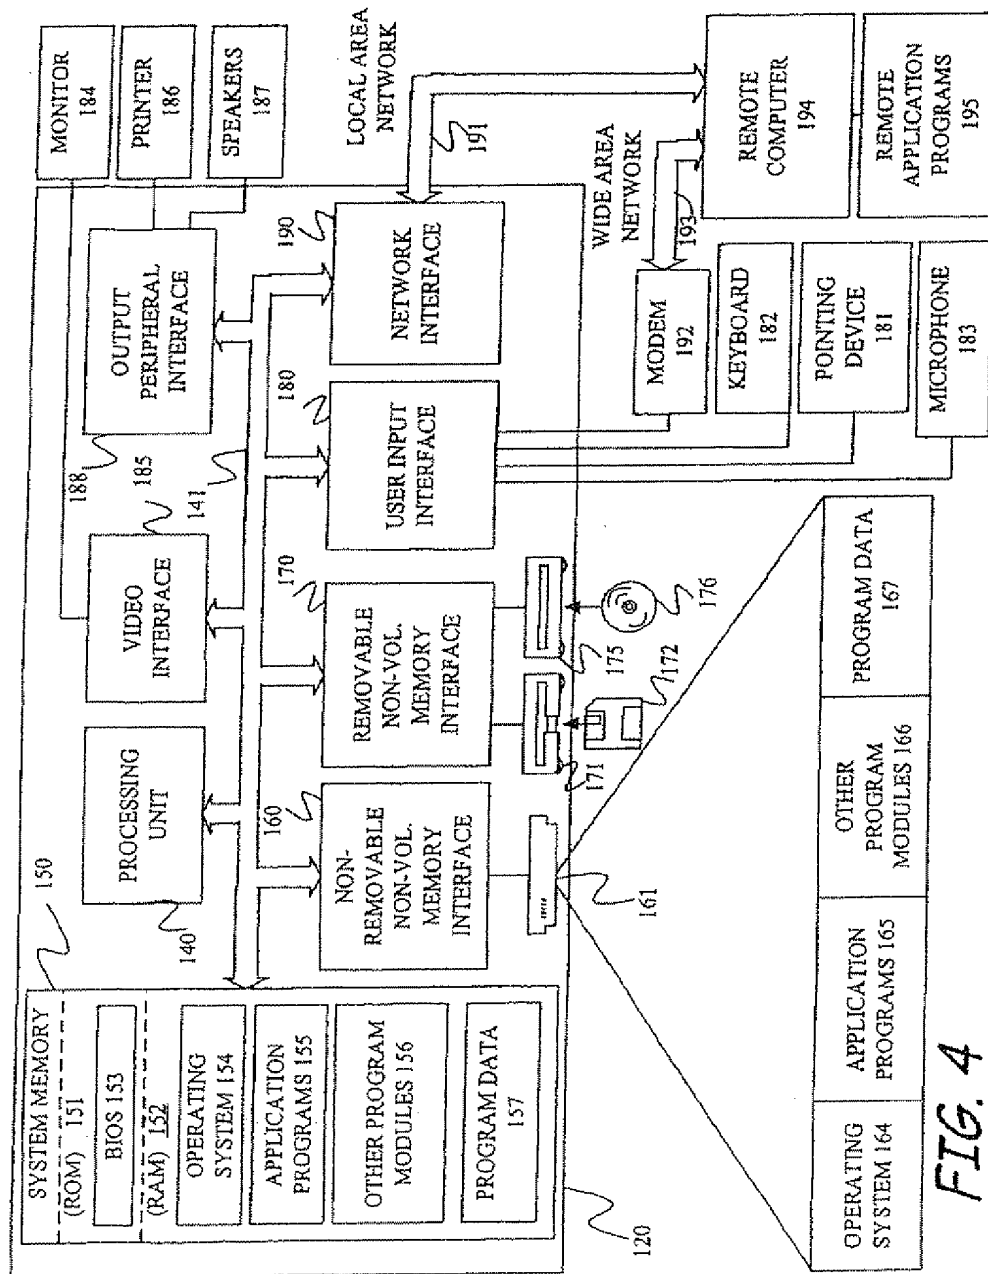 SYSTEM MEMORY
(ROM) 151
BIOS 153
(RAM) 152
OPERATING
SYSTEM 154
APPLICATION
PROGRAMS 155
OTHER PROGRAM
MODULES 156
PROGRAM DATA
157
150
120
PROCESSING
UNIT
140
VIDEO
INTERFACE
188
185
141
OUTPUT
PERIPHERAL
INTERFACE
MONITOR
184
PRINTER
186
SPEAKERS
187
160
NON-
REMOVABLE
NON-VOL.
MEMORY
INTERFACE
170
REMOVABLE
NON-VOL.
MEMORY
INTERFACE
180
USER INPUT
INTERFACE
190
NETWORK
INTERFACE
LOCAL AREA
NETWORK
191
161
171
172
175
176
WIDE AREA
NETWORK
193
MODEM
192
KEYBOARD
182
POINTING
DEVICE
181
MICROPHONE
183
REMOTE
COMPUTER
194
REMOTE
APPLICATION
PROGRAMS
195
OPERATING
SYSTEM 164
APPLICATION
PROGRAMS 165
OTHER
PROGRAM
MODULES 166
PROGRAM DATA
167
FIG. 4